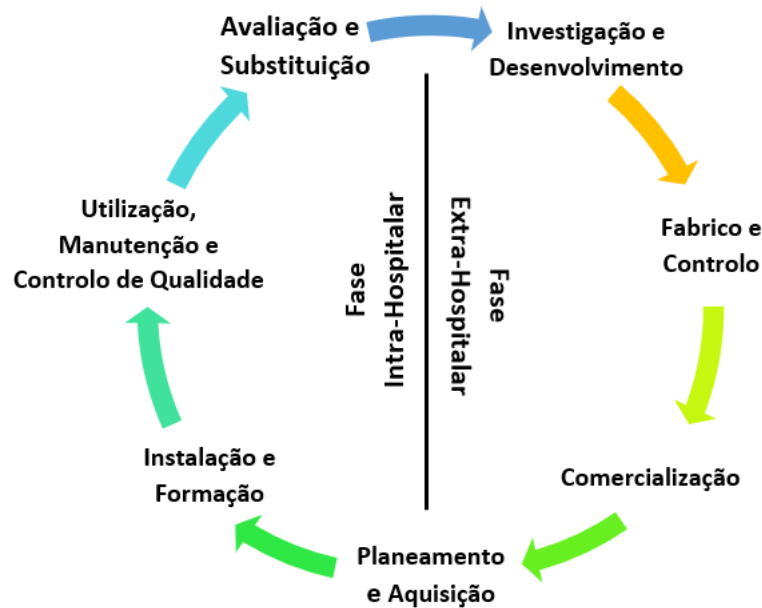 Avaliação e
Substituição
Investigação e
Desenvolvimento
Fabrico e
Controlo
Comercialização
Planeamento
e Aquisição
Instalação e
Formação
Utilização,
Manutenção e
Controlo de Qualidade
Fase
Intra-Hospitalar
Fase
Extra-Hospitalar